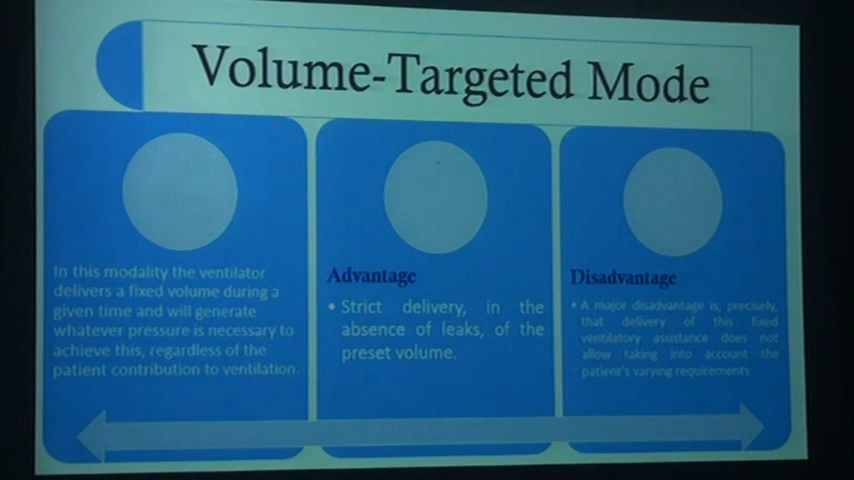 Volume-Targeted Mode
In this modality the ventilator
delivers a fixed volume during a
given time and will generate
whatever pressure is necessary to
achieve this, regardless of the
patient contribution to ventilation.
Advantage
• Strict delivery, in the
absence of leaks, of the
preset volume.
Disadvantage
• A major disadvantage is, precisely,
that delivery of this fixed
ventilatory assistance does not
allow taking into account the
patient's varying requirements